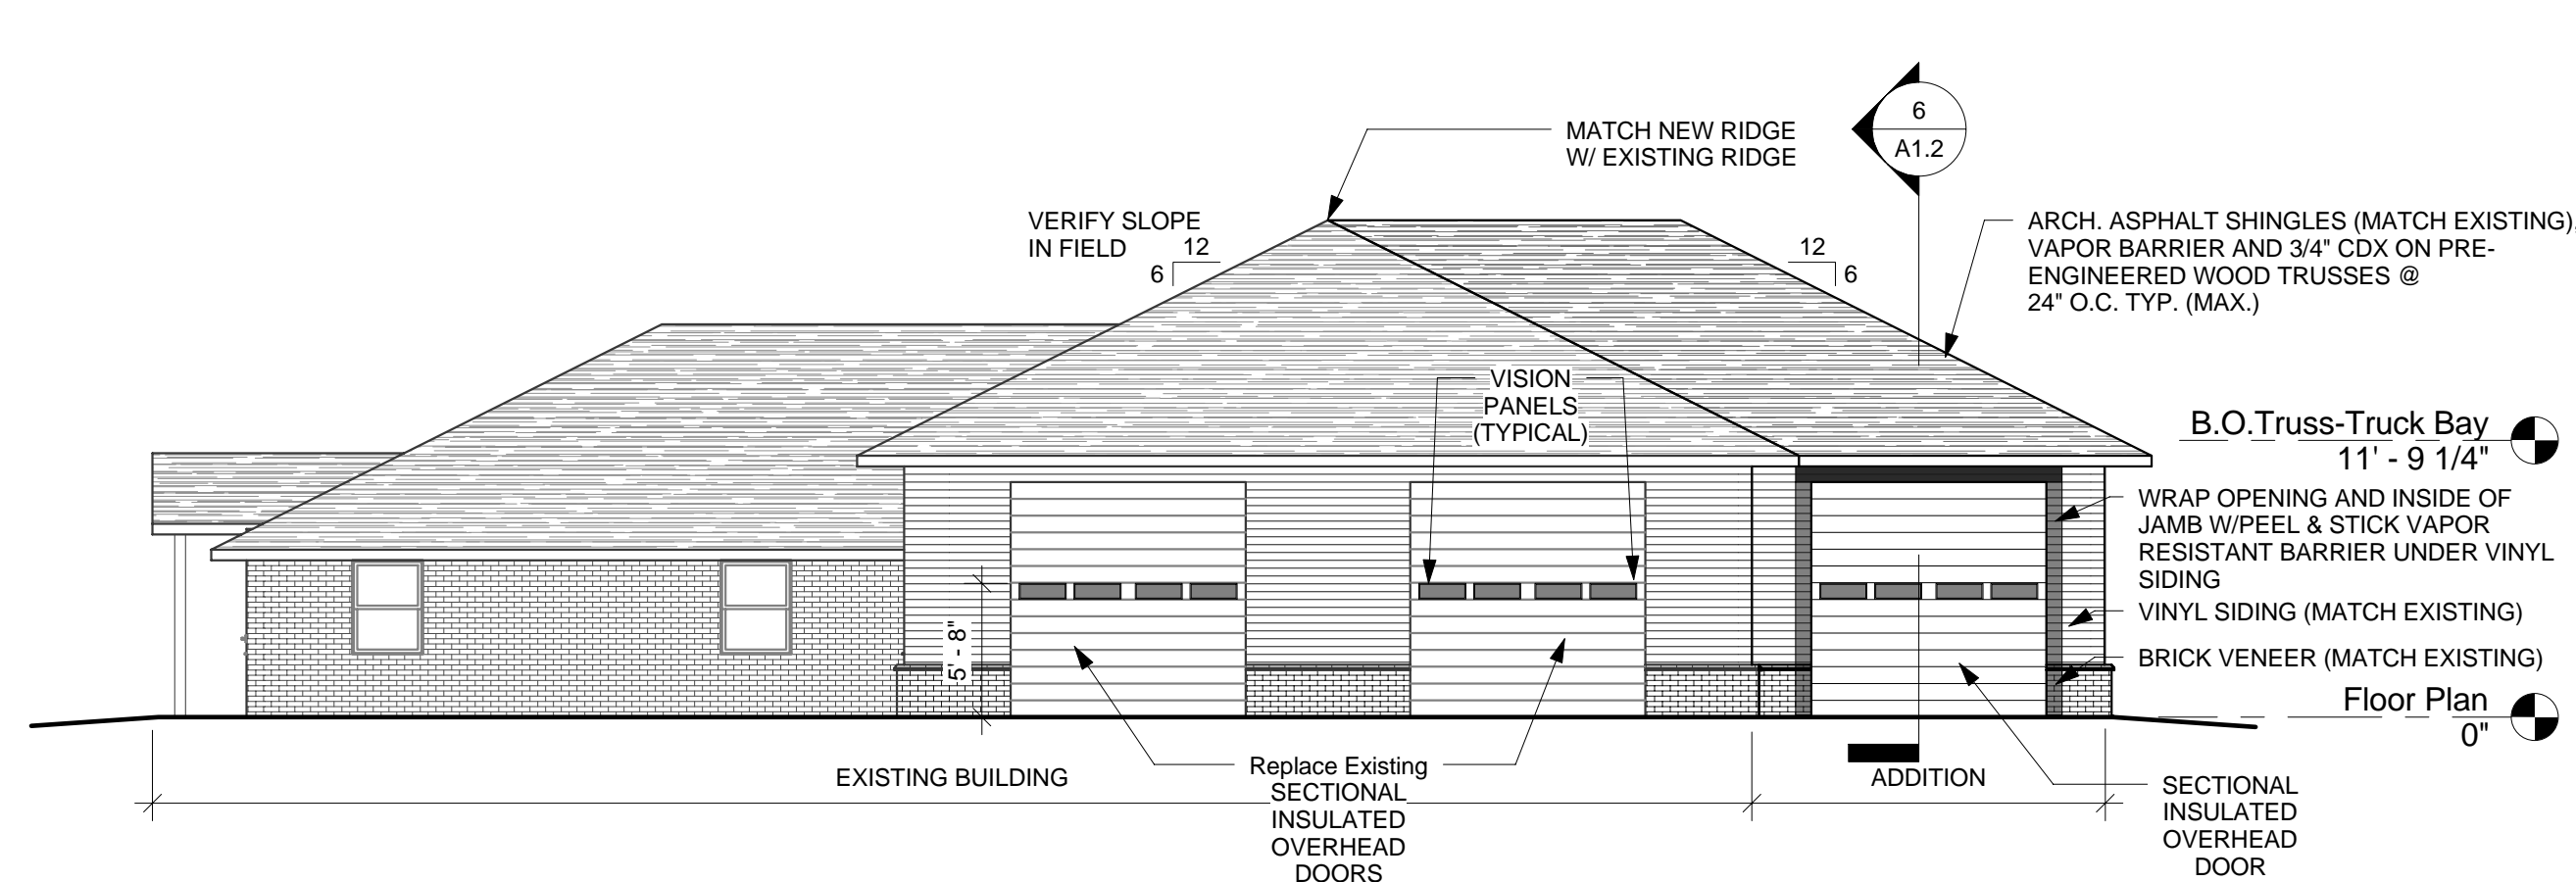 6
A1.2
MATCH NEW RIDGE
W/ EXISTING RIDGE
VERIFY SLOPE
IN FIELD
12
6
12
6
ARCH. ASPHALT SHINGLES (MATCH EXISTING),
VAPOR BARRIER AND 3/4" CDX ON PRE-
ENGINEERED WOOD TRUSSES @
24" O.C. TYP. (MAX.)
VISION
PANELS
(TYPICAL)
B.O.Truss-Truck Bay
11' - 9 1/4"
WRAP OPENING AND INSIDE OF
JAMB W/PEEL & STICK VAPOR
RESISTANT BARRIER UNDER VINYL
SIDING
VINYL SIDING (MATCH EXISTING)
BRICK VENEER (MATCH EXISTING)
5' - 8"
Floor Plan
0"
EXISTING BUILDING
Replace Existing
SECTIONAL
INSULATED
OVERHEAD
DOORS
ADDITION
SECTIONAL
INSULATED
OVERHEAD
DOOR